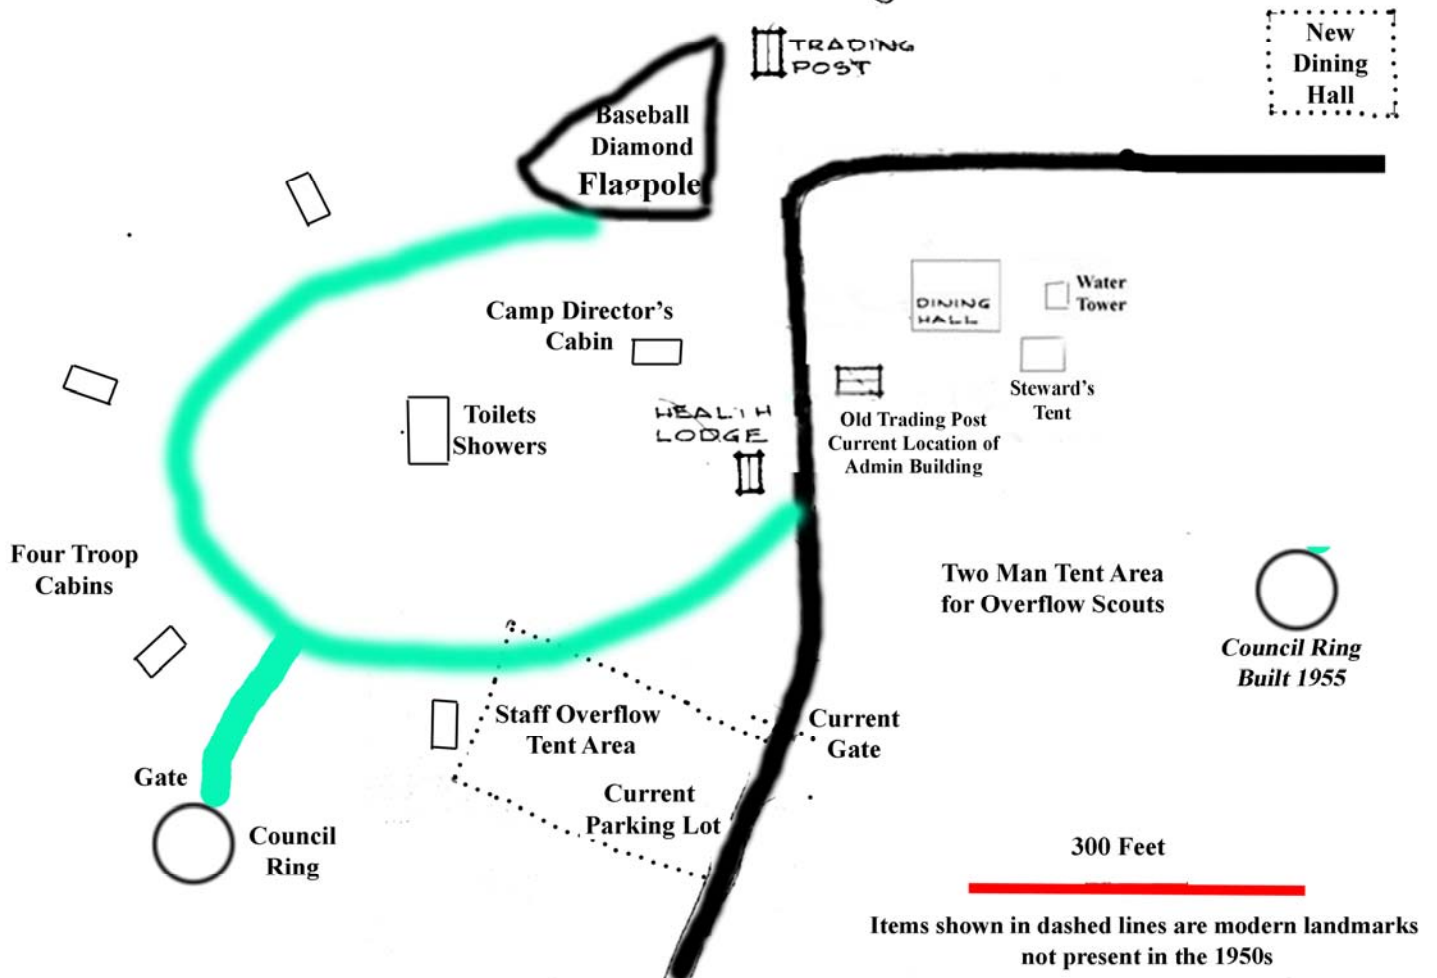 TRADING
POST
New
Dining
Hall
Baseball
Diamond
Flagpole
Camp Director's
Cabin
DINING
HALL
Water
Tower
Steward's
Tent
Toilets
Showers
HEALTH
LODGE
Old Trading Post
Current Location of
Admin Building
Four Troop
Cabins
Two Man Tent Area
for Overflow Scouts
Council Ring
Built 1955
Staff Overflow
Tent Area
Current
Gate
Gate
Current
Parking Lot
Council
Ring
300 Feet
Items shown in dashed lines are modern landmarks
not present in the 1950s